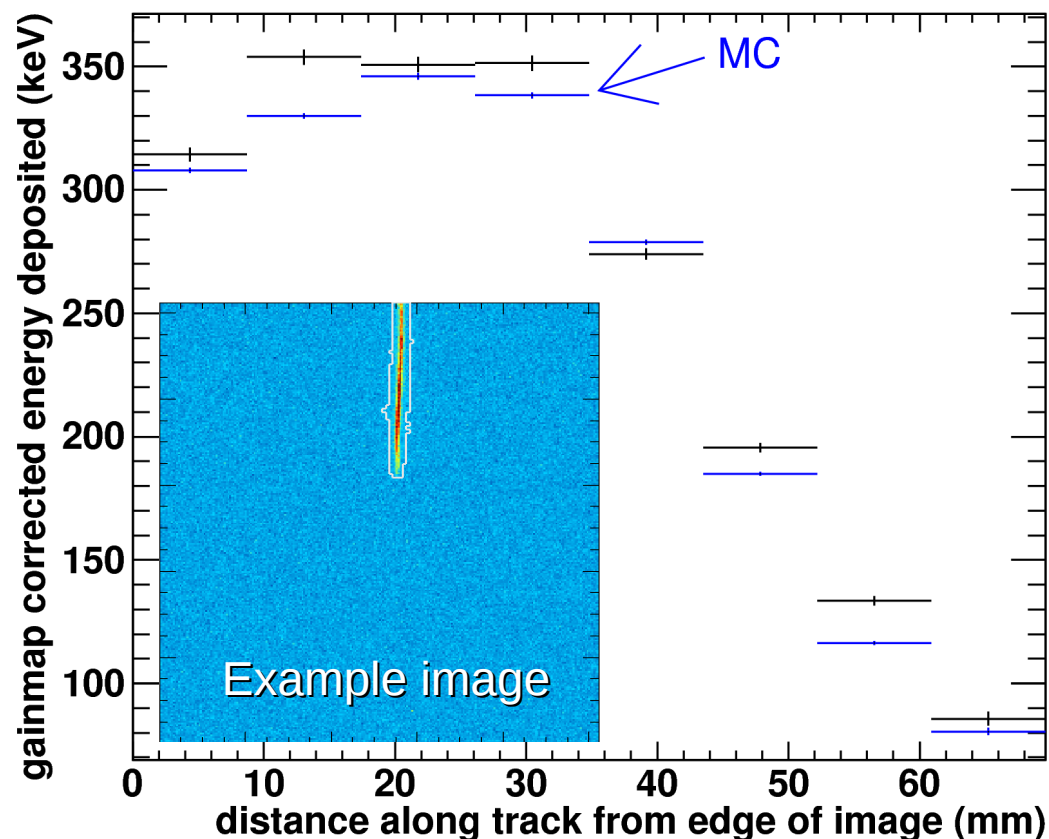 gainmap corrected energy deposited (keV)
350
300
250
200
150
100
MC
Example image
0 10 20 30 40 50 60
distance along track from edge of image (mm)